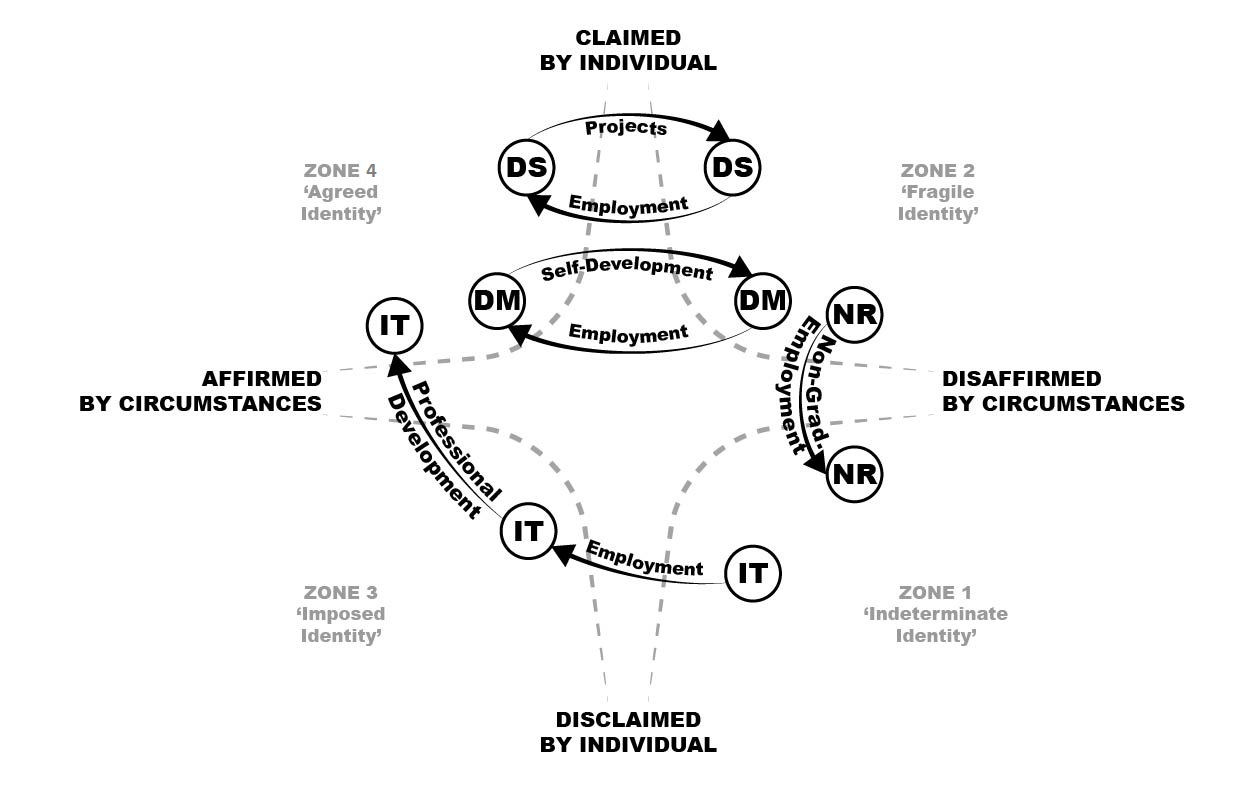 CLAIMED
BY INDIVIDUAL
Projects
DS
DS
Employment
ZONE 4
‘Agreed
Identity’
ZONE 2
‘Fragile
Identity’
Self-Development
DM
DM
Employment
IT
NR
Non-Grad.
Employment
NR
AFFIRMED
BY CIRCUMSTANCES
DISAFFIRMED
BY CIRCUMSTANCES
Professional
Development
IT
Employment
IT
ZONE 3
‘Imposed
Identity’
ZONE 1
‘Indeterminate
Identity’
DISCLAIMED
BY INDIVIDUAL